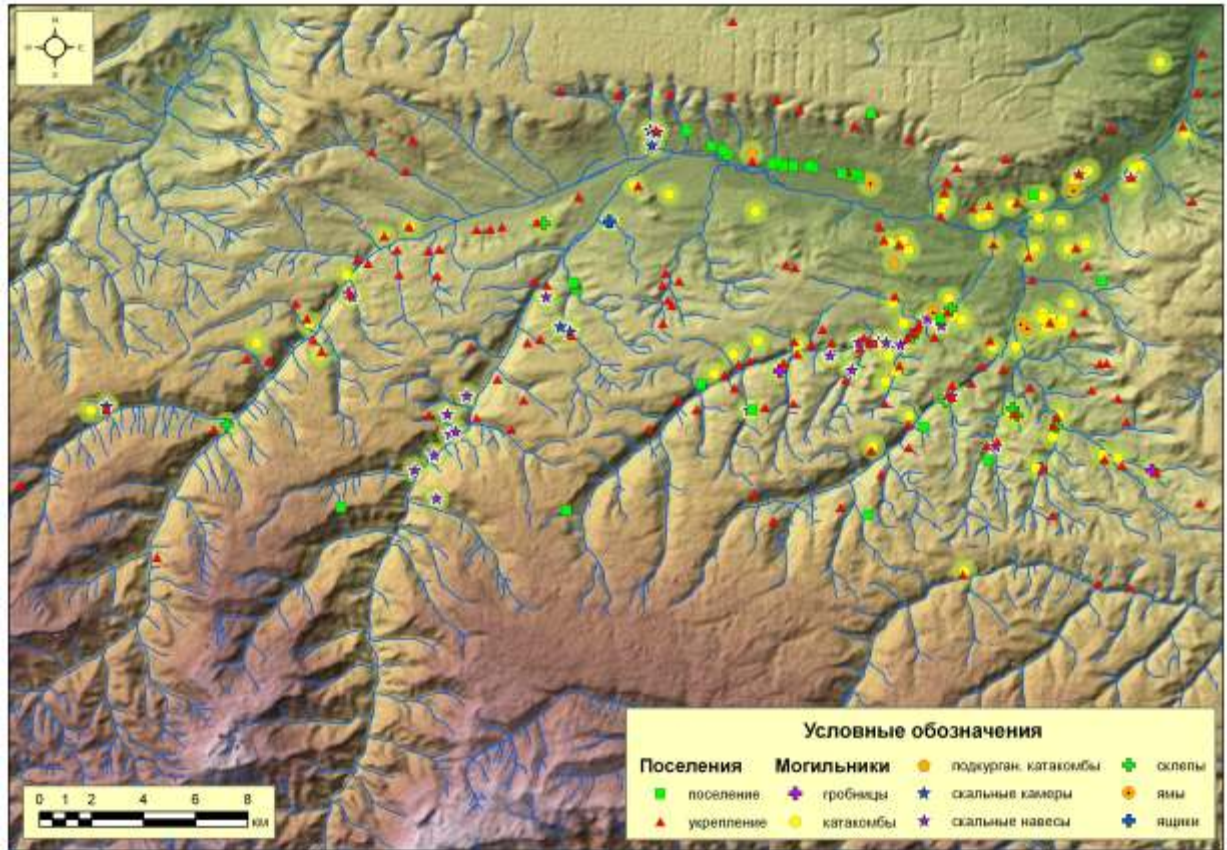 N
W E
S
Условные обозначения
Поселения Могильники подкурган. катакомбы склепы
поселение гробницы скальные камеры ямы
укрепление катакомбы скальные навесы ящики
0 1 2 4 6 8
км